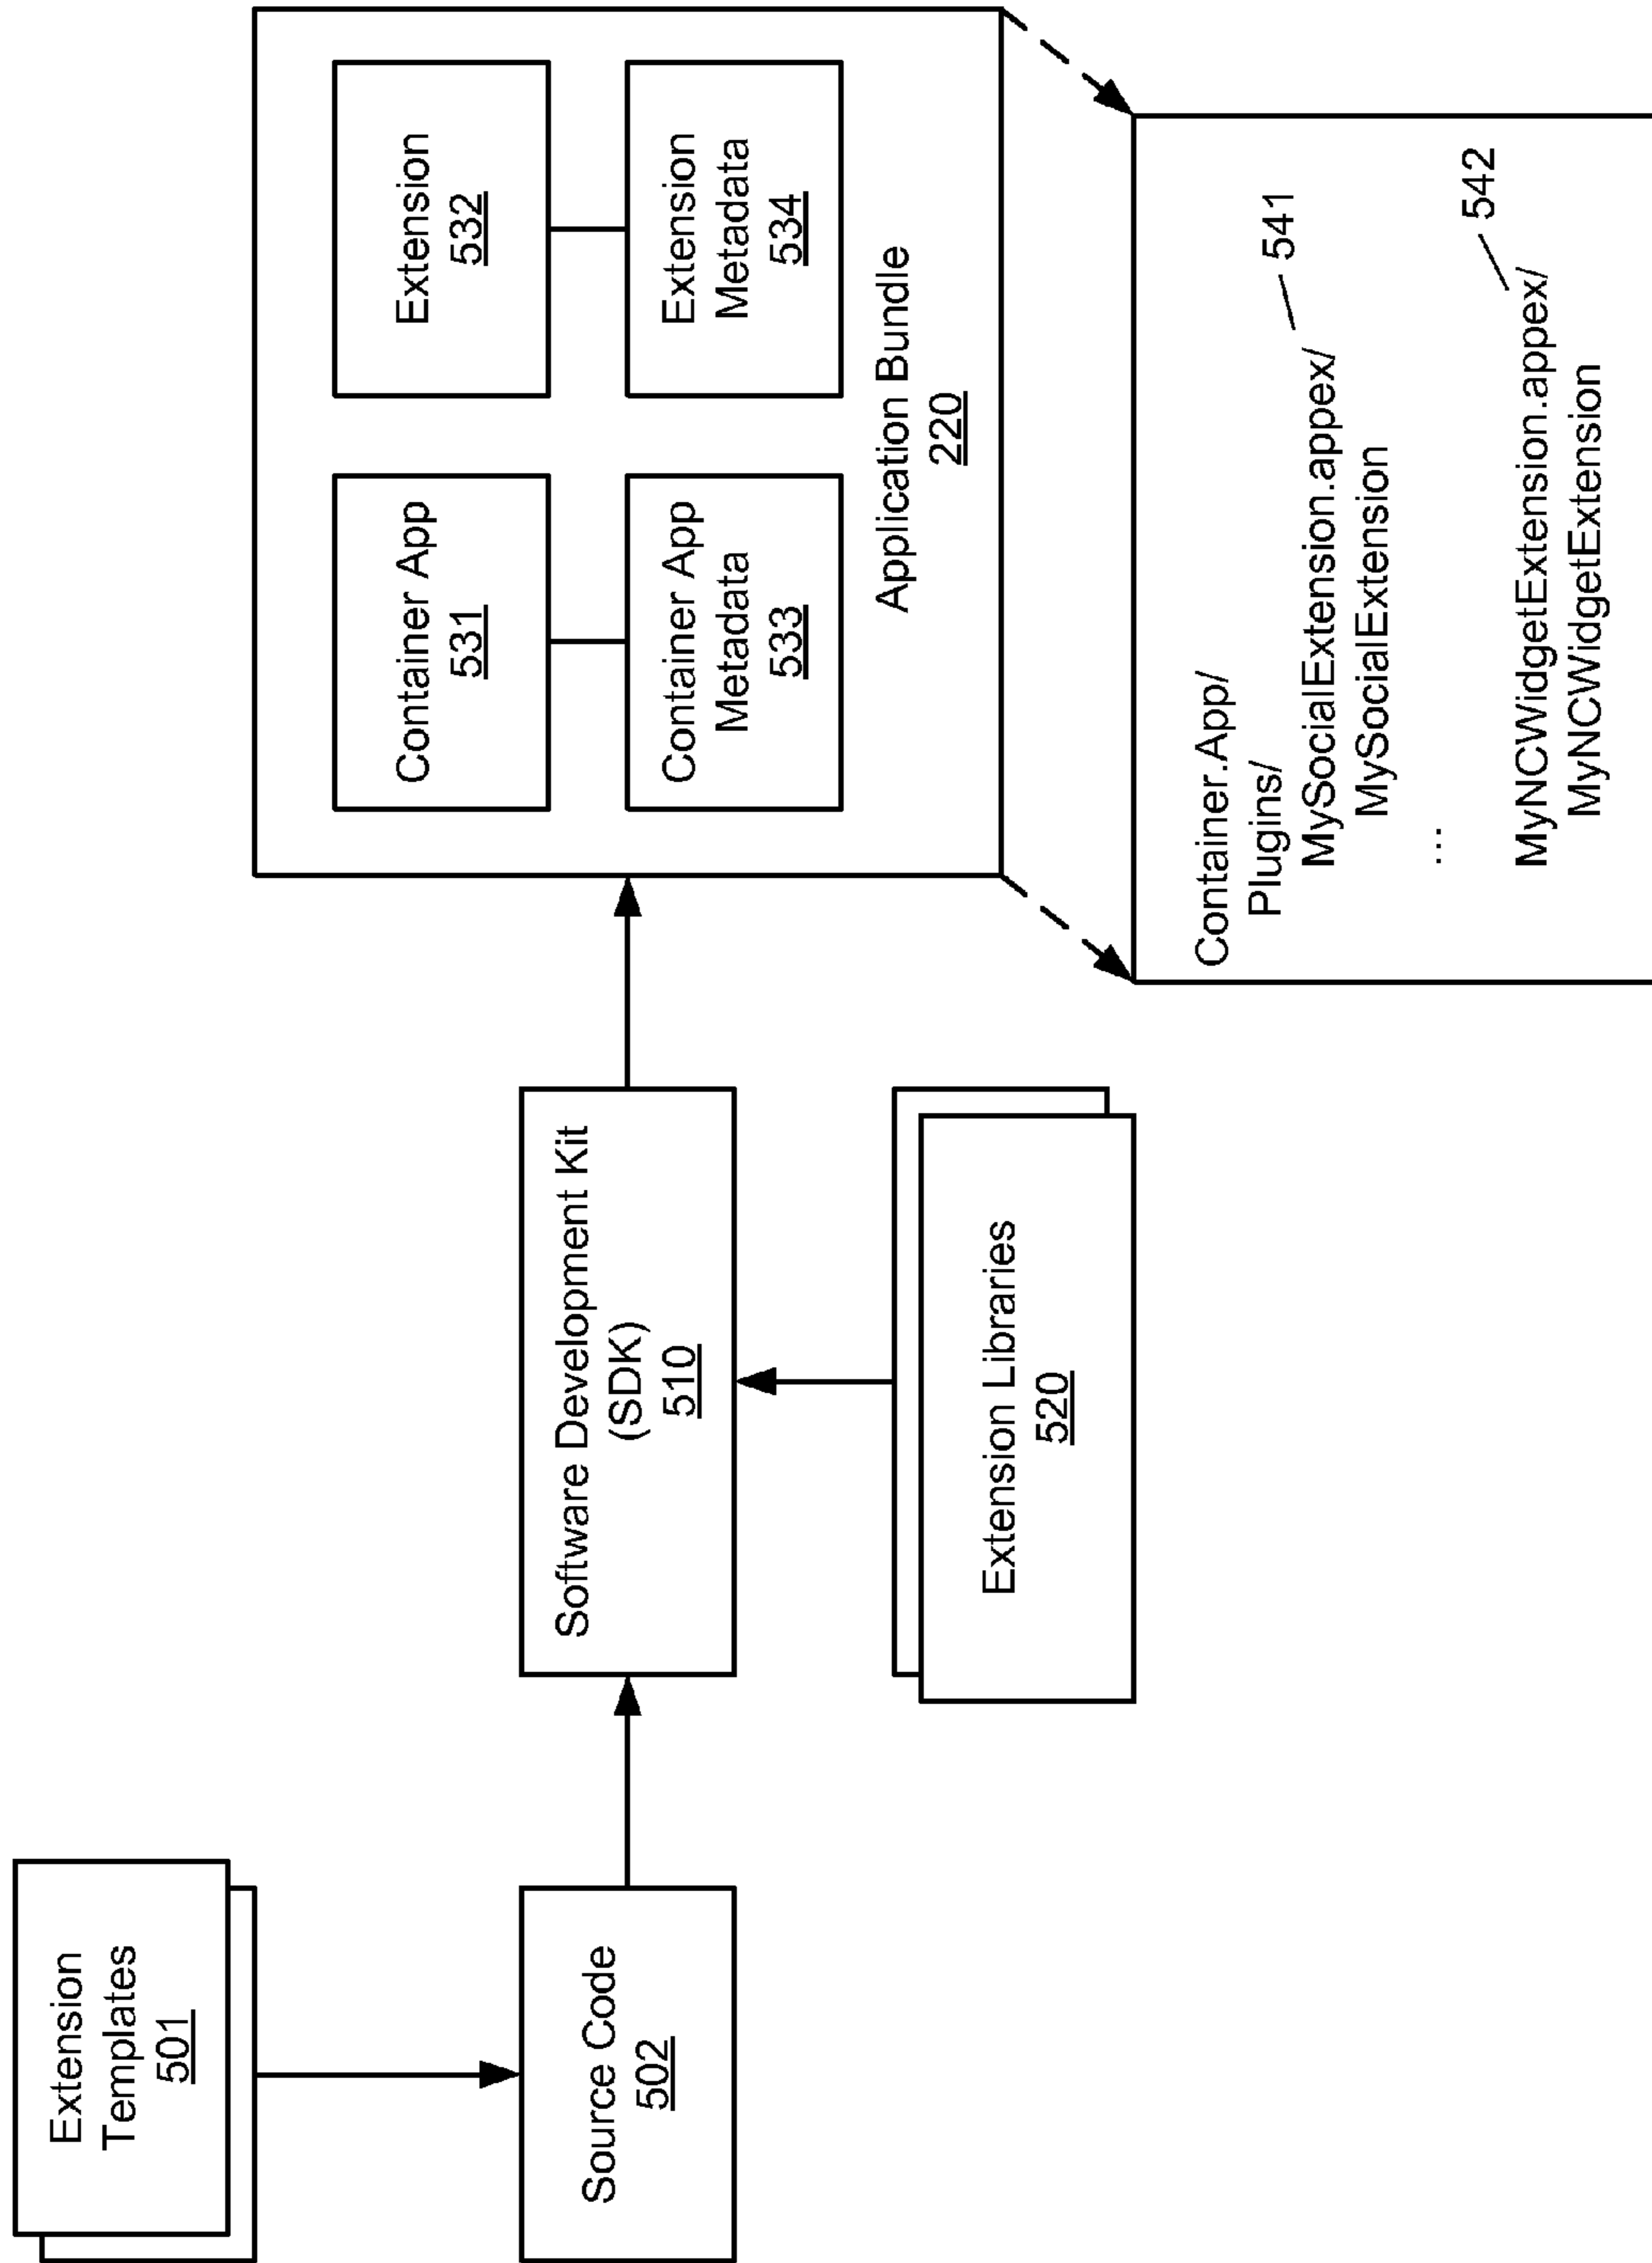 Extension
Templates
501
Source Code
502
Software Development Kit
(SDK)
510
Extension Libraries
520
Container App
531
Extension
532
Container App
Metadata
533
Extension
Metadata
534
Application Bundle
220
Container.App/
Plugins/
MySocialExtension.appex/
541
MySocialExtension
...
542
MyNCWidgetExtension.appex/
MyNCWidgetExtension